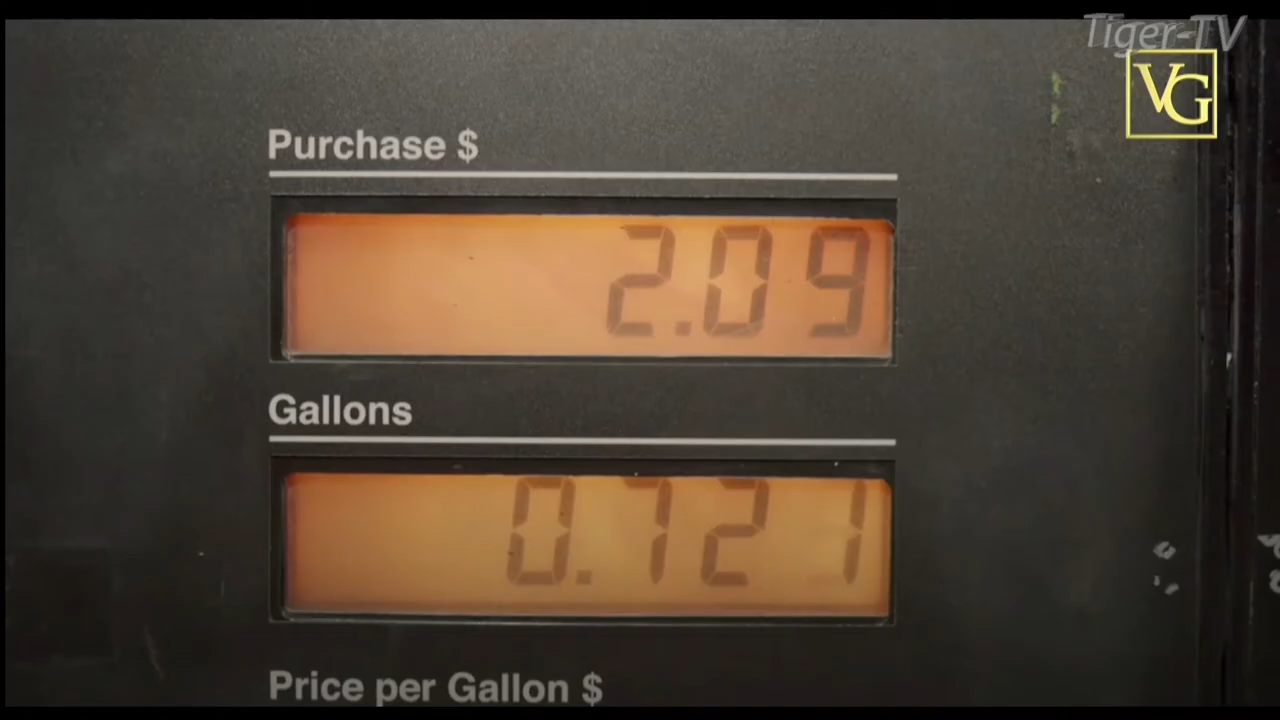 Tiger-TV
VG
Purchase $
2.09
Gallons
0.721
Price per Gallon $